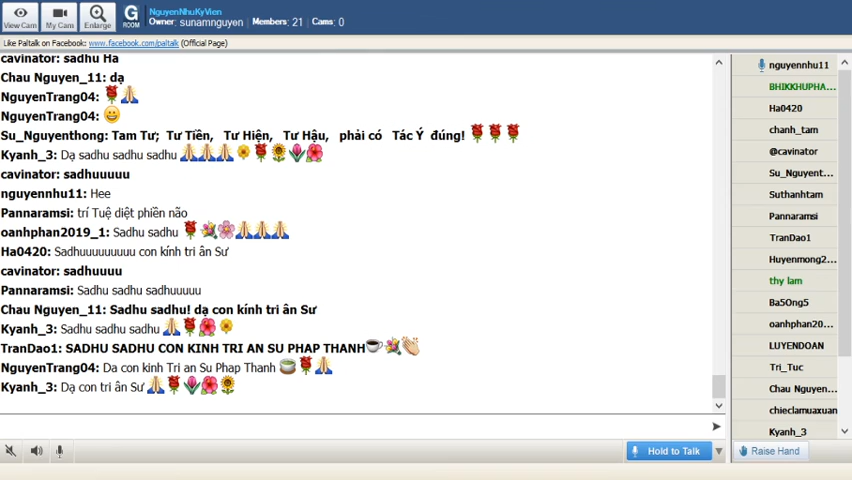 View Cam
My Cam
Enlarge
G
ROOM
NguyenNhuKyVien
Owner: sunamnguyen Members: 21 Cams: 0
Like Paltalk on Facebook: www.facebook.com/paltalk (Official Page)
cavinator: sadhu Ha
Chau Nguyen_11: dạ
NguyenTrang04:
NguyenTrang04:
Su_Nguyenthong: Tam Tư; Tư Tiền, Tư Hiện, Tư Hậu, phải có Tác Ý đúng!
Kyanh_3: Dạ sadhu sadhu sadhu
cavinator: sadhuuuuu
nguyennhu11: Hee
Pannaramsi: trí Tuệ diệt phiền não
oanhphan2019_1: Sadhu sadhu
Ha0420: Sadhuuuuuuuuu con kính tri ân Sư
cavinator: sadhuuuu
Pannaramsi: Sadhu sadhu sadhuuuuu
Chau Nguyen_11: Sadhu sadhu! dạ con kính tri ân Sư
Kyanh_3: Sadhu sadhu sadhu
TranDao1: SADHU SADHU CON KINH TRI AN SU PHAP THANH
NguyenTrang04: Da con kinh Tri an Su Phap Thanh
Kyanh_3: Dạ con tri ân Sư
Hold to Talk
nguyennhu11
BHIKKHUPHA...
Ha0420
chanh_tam
@cavinator
Su_Nguyent...
Suthanhtam
Pannaramsi
TranDao1
Huyenmong2...
thy lam
Ba5Ong5
oanhphan20...
LUYENDOAN
Tri_Tuc
Chau Nguyen...
chieclamuaxuan
Kyanh_3
Raise Hand